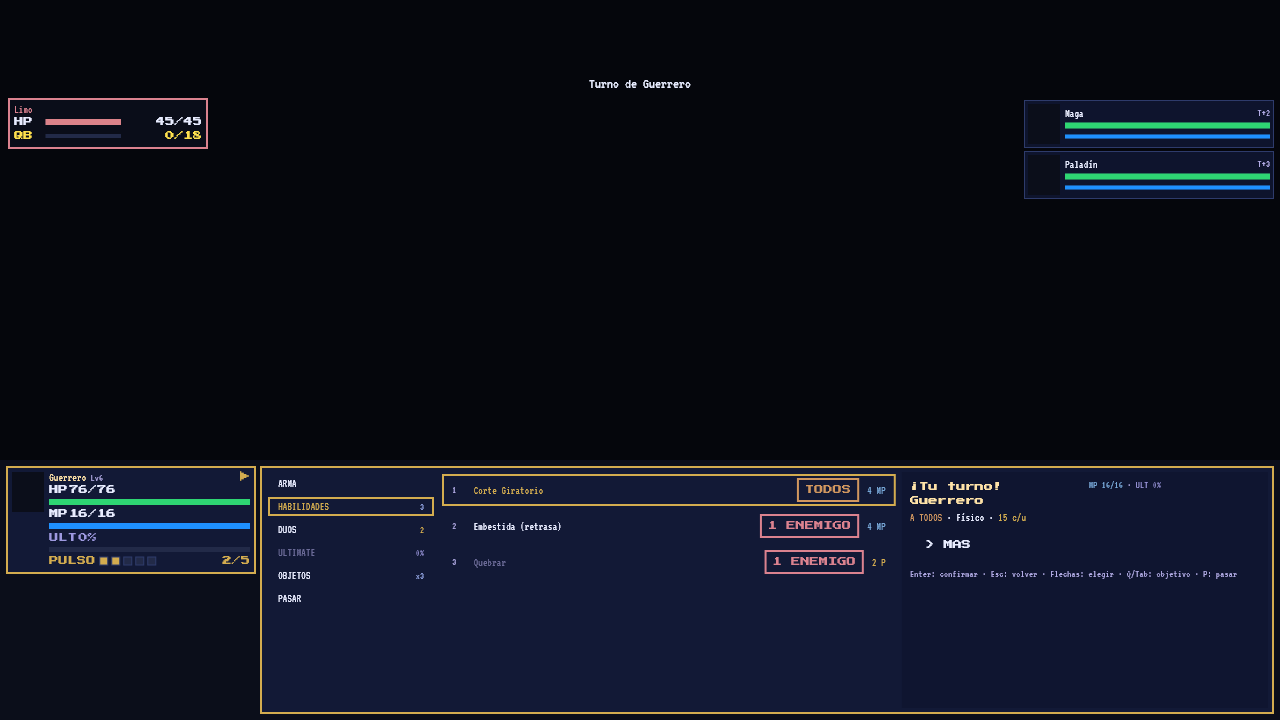 Turno de Guerrero
Limo
HP 45/45
QB 0/18
Naga T+2
Paladín T+3
Guerrero Lv6
HP 76/76
MP 16/16
ULT 0%
PULSO 2/5
ARMA
HABILIDADES 3
DUOS 2
ULTIMATE 0%
OBJETOS x3
PASAR
1 Corte Giratorio TODOS 4 MP
2 Embestida (retrasa) 1 ENEMIGO 4 MP
3 Quebrar 1 ENEMIGO 2 P
¡Tu turno! MP 16/16 · ULT 0%
Guerrero
A TODOS · Físico · 15 c/u
> MAS
Enter: confirmar · Esc: volver · Flechas: elegir · Q/Tab: objetivo · P: pasar